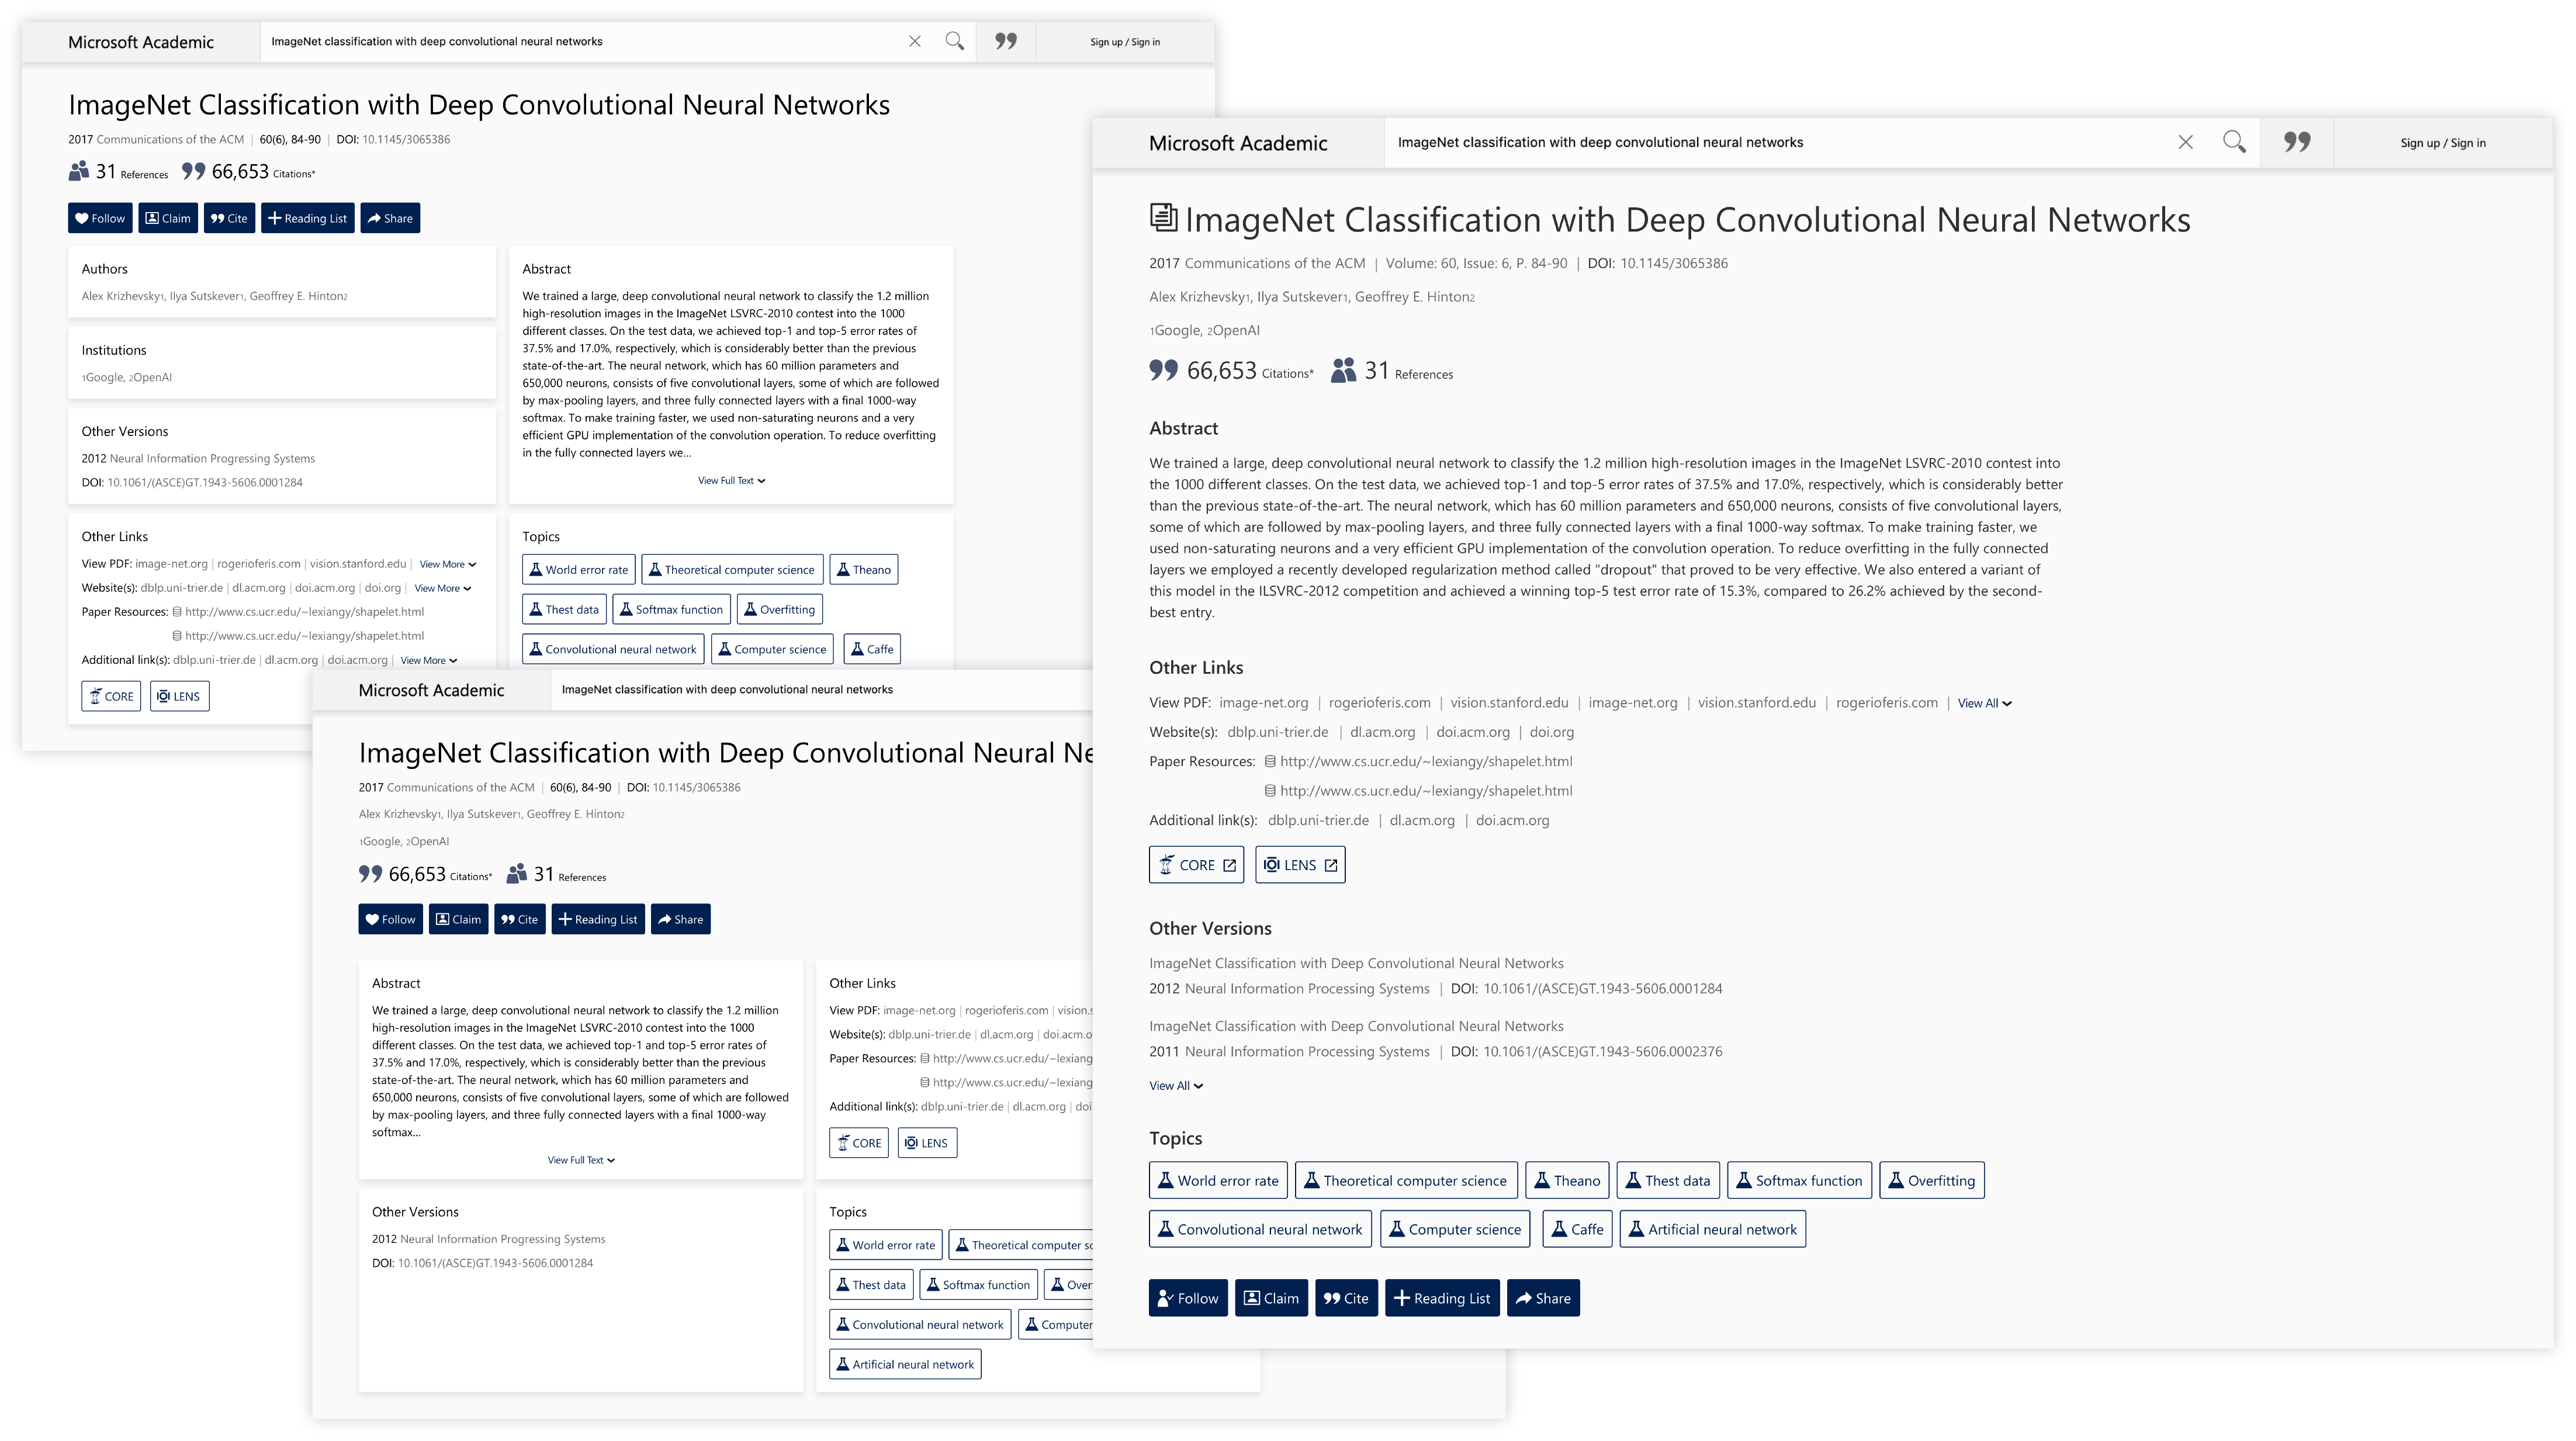 Microsoft Academic
ImageNet classification with deep convolutional neural networks
Sign up / Sign in
ImageNet Classification with Deep Convolutional Neural Networks
2017 Communications of the ACM | 60(6), 84-90 | DOI: 10.1145/3065386
31 References 66,653 Citations*
Follow Claim Cite Reading List Share
Authors
Alex Krizhevsky1, Ilya Sutskever1, Geoffrey E. Hinton2
Institutions
1Google, 2OpenAI
Other Versions
2012 Neural Information Progressing Systems
DOI: 10.1061/(ASCE)GT.1943-5606.0001284
Other Links
View PDF: image-net.org | rogerioferis.com | vision.stanford.edu | View More
Website(s): dblp.uni-trier.de | dl.acm.org | doi.acm.org | doi.org | View More
Paper Resources: http://www.cs.ucr.edu/~lexiangy/shapelet.html
http://www.cs.ucr.edu/~lexiangy/shapelet.html
Additional link(s): dblp.uni-trier.de | dl.acm.org | doi.acm.org | View More
CORE LENS
Abstract
We trained a large, deep convolutional neural network to classify the 1.2 million
high-resolution images in the ImageNet LSVRC-2010 contest into the 1000
different classes. On the test data, we achieved top-1 and top-5 error rates of
37.5% and 17.0%, respectively, which is considerably better than the previous
state-of-the-art. The neural network, which has 60 million parameters and
650,000 neurons, consists of five convolutional layers, some of which are followed
by max-pooling layers, and three fully connected layers with a final 1000-way
softmax. To make training faster, we used non-saturating neurons and a very
efficient GPU implementation of the convolution operation. To reduce overfitting
in the fully connected layers we...
View Full Text
Topics
World error rate Theoretical computer science Theano
Thest data Softmax function Overfitting
Convolutional neural network Computer science Caffe
Microsoft Academic
ImageNet classification with deep convolutional neural networks
ImageNet Classification with Deep Convolutional Neural Ne
2017 Communications of the ACM | 60(6), 84-90 | DOI: 10.1145/3065386
Alex Krizhevsky1, Ilya Sutskever1, Geoffrey E. Hinton2
1Google, 2OpenAI
66,653 Citations* 31 References
Follow Claim Cite Reading List Share
Abstract
We trained a large, deep convolutional neural network to classify the 1.2 million
high-resolution images in the ImageNet LSVRC-2010 contest into the 1000
different classes. On the test data, we achieved top-1 and top-5 error rates of
37.5% and 17.0%, respectively, which is considerably better than the previous
state-of-the-art. The neural network, which has 60 million parameters and
650,000 neurons, consists of five convolutional layers, some of which are followed
by max-pooling layers, and three fully connected layers with a final 1000-way
softmax...
View Full Text
Other Versions
2012 Neural Information Progressing Systems
DOI: 10.1061/(ASCE)GT.1943-5606.0001284
Other Links
View PDF: image-net.org | rogerioferis.com | vision.s
Website(s): dblp.uni-trier.de | dl.acm.org | doi.acm.o
Paper Resources: http://www.cs.ucr.edu/~lexiang
http://www.cs.ucr.edu/~lexiang
Additional link(s): dblp.uni-trier.de | dl.acm.org | doi
CORE LENS
Topics
World error rate Theoretical computer sc
Thest data Softmax function Over
Convolutional neural network Computer
Artificial neural network
Microsoft Academic
ImageNet classification with deep convolutional neural networks
Sign up / Sign in
ImageNet Classification with Deep Convolutional Neural Networks
2017 Communications of the ACM | Volume: 60, Issue: 6, P. 84-90 | DOI: 10.1145/3065386
Alex Krizhevsky1, Ilya Sutskever1, Geoffrey E. Hinton2
1Google, 2OpenAI
66,653 Citations* 31 References
Abstract
We trained a large, deep convolutional neural network to classify the 1.2 million high-resolution images in the ImageNet LSVRC-2010 contest into
the 1000 different classes. On the test data, we achieved top-1 and top-5 error rates of 37.5% and 17.0%, respectively, which is considerably better
than the previous state-of-the-art. The neural network, which has 60 million parameters and 650,000 neurons, consists of five convolutional layers,
some of which are followed by max-pooling layers, and three fully connected layers with a final 1000-way softmax. To make training faster, we
used non-saturating neurons and a very efficient GPU implementation of the convolution operation. To reduce overfitting in the fully connected
layers we employed a recently developed regularization method called "dropout" that proved to be very effective. We also entered a variant of
this model in the ILSVRC-2012 competition and achieved a winning top-5 test error rate of 15.3%, compared to 26.2% achieved by the second-
best entry.
Other Links
View PDF: image-net.org | rogerioferis.com | vision.stanford.edu | image-net.org | vision.stanford.edu | rogerioferis.com | View All
Website(s): dblp.uni-trier.de | dl.acm.org | doi.acm.org | doi.org
Paper Resources: http://www.cs.ucr.edu/~lexiangy/shapelet.html
http://www.cs.ucr.edu/~lexiangy/shapelet.html
Additional link(s): dblp.uni-trier.de | dl.acm.org | doi.acm.org
CORE LENS
Other Versions
ImageNet Classification with Deep Convolutional Neural Networks
2012 Neural Information Processing Systems | DOI: 10.1061/(ASCE)GT.1943-5606.0001284
ImageNet Classification with Deep Convolutional Neural Networks
2011 Neural Information Processing Systems | DOI: 10.1061/(ASCE)GT.1943-5606.0002376
View All
Topics
World error rate Theoretical computer science Theano Thest data Softmax function Overfitting
Convolutional neural network Computer science Caffe Artificial neural network
Follow Claim Cite Reading List Share